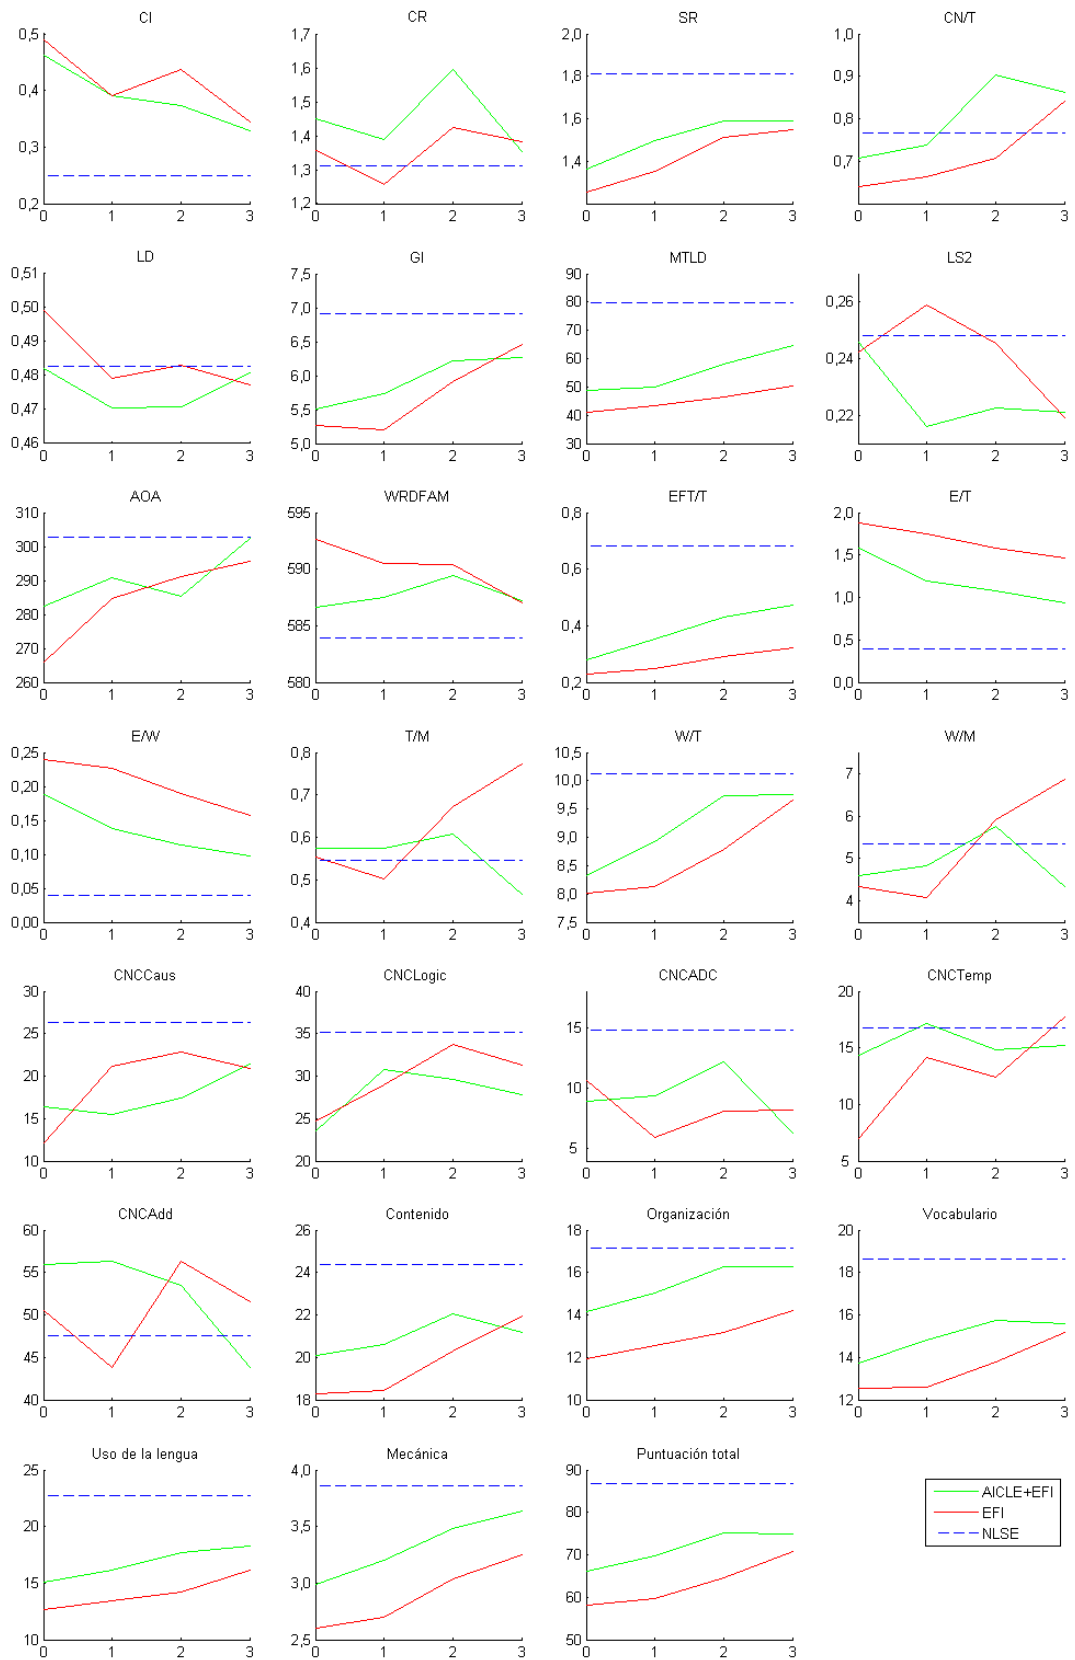 CI CR SR CN/T
0,5 1,7 2,0 1,0
0,4 1,6 1,8 0,9
0,3 1,5 1,6 0,8
0,2 1,4 1,4 0,7
1,3
1,2
0 1 2 3 0 1 2 3 0 1 2 3 0 1 2 3
LD GI MTLD LS2
0,51 7,5 90 0,26
0,50 7,0 80 0,24
0,49 6,5 70 0,22
0,48 6,0 60
0,47 5,5 50
0,46 5,0 40
30
0 1 2 3 0 1 2 3 0 1 2 3 0 1 2 3
AOA WRDFAM EFT/T E/T
310 595 0,8 2,0
300 590 0,6 1,5
290 585 0,4 1,0
280 580 0,2 0,5
270 0,0
260
0 1 2 3 0 1 2 3 0 1 2 3 0 1 2 3
E/W T/M W/T W/M
0,25 0,8 10,5 7
0,20 0,7 10,0 6
0,15 0,6 9,5 5
0,10 0,5 9,0 4
0,05 0,4 8,5
0,00 8,0
7,5
0 1 2 3 0 1 2 3 0 1 2 3 0 1 2 3
CNCCaus CNCLogic CNCADC CNCTemp
30 40 15 20
25 35 10 15
20 30 5 10
15 25 5
10 20
0 1 2 3 0 1 2 3 0 1 2 3 0 1 2 3
CNCAdd Contenido Organización Vocabulario
60 26 18 20
55 24 16 18
50 22 14 16
45 20 12 14
40 18 10 12
0 1 2 3 0 1 2 3 0 1 2 3 0 1 2 3
Uso de la lengua Mecánica Puntuación total
25 4,0 90
20 3,5 80
15 3,0 70
10 2,5 60
50
0 1 2 3 0 1 2 3 0 1 2 3
AICLE+EFI
EFI
NLSE